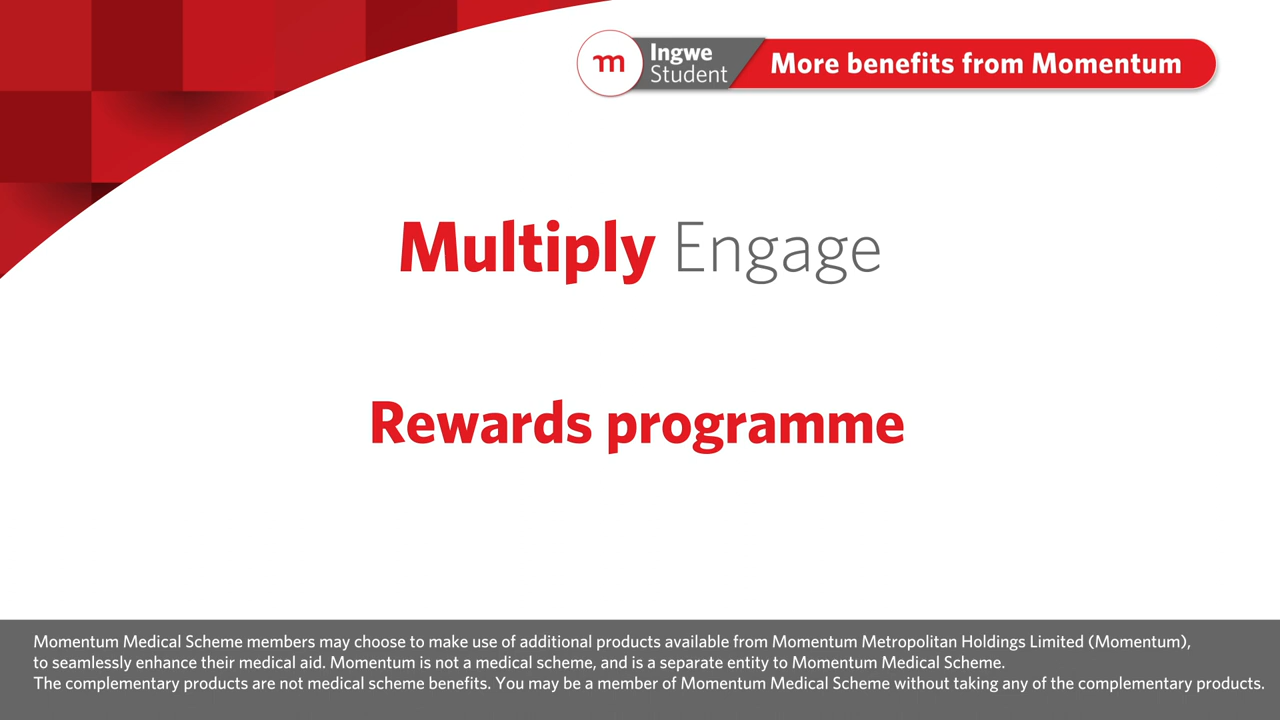 m
Ingwe
Student
More benefits from Momentum
Multiply Engage
Rewards programme
Momentum Medical Scheme members may choose to make use of additional products available from Momentum Metropolitan Holdings Limited (Momentum),
to seamlessly enhance their medical aid. Momentum is not a medical scheme, and is a separate entity to Momentum Medical Scheme.
The complementary products are not medical scheme benefits. You may be a member of Momentum Medical Scheme without taking any of the complementary products.